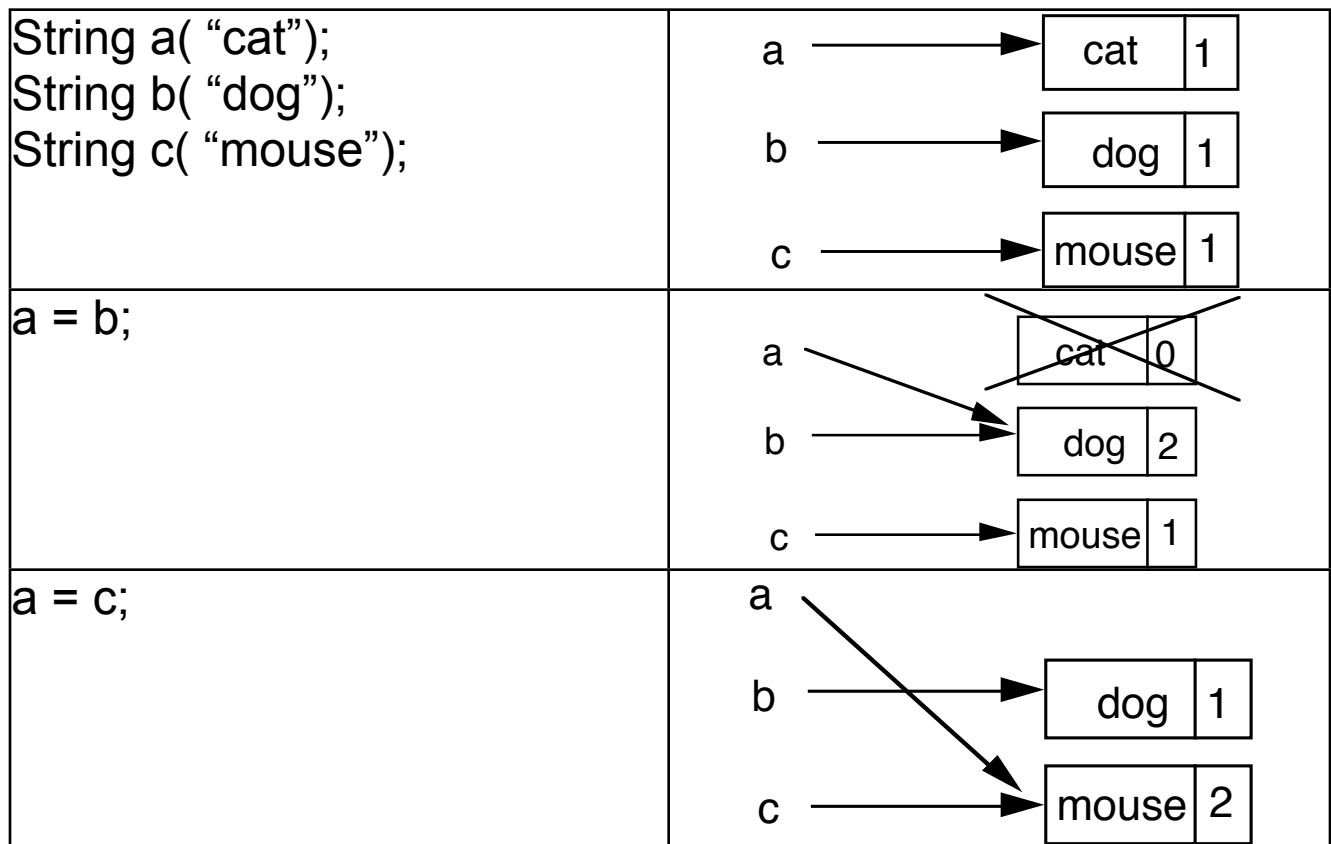 String a( “cat”);
String b( “dog”);
String c( “mouse”);
a cat 1
b dog 1
c mouse 1
a = b;
a cat 0
b dog 2
c mouse 1
a = c;
a
b dog 1
c mouse 2